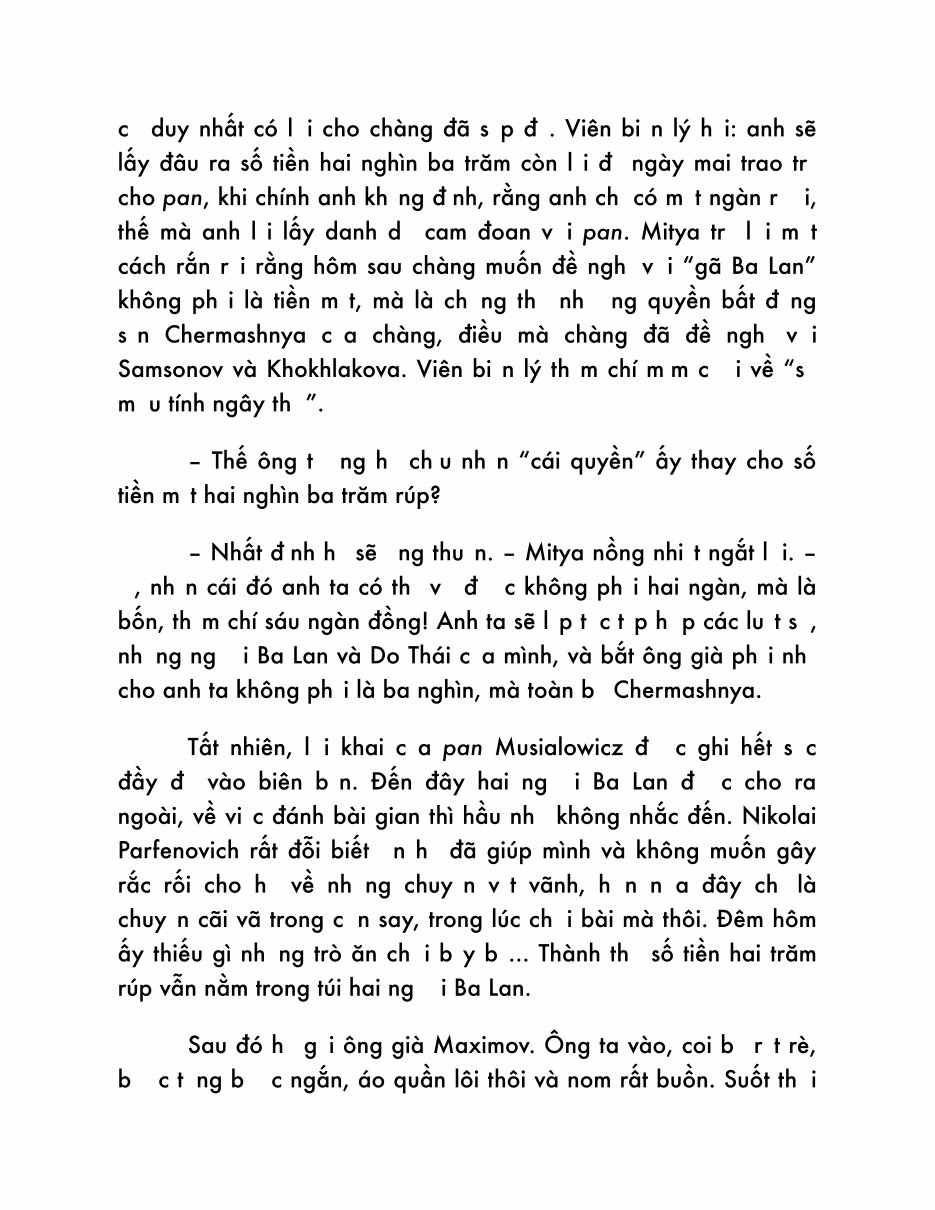 c duy nhất có l i cho chàng đã s p đ . Viên bi n lý h i: anh sẽ
lấy đâu ra số tiền hai nghìn ba trăm còn l i đ ngày mai trao tr
cho pan, khi chính anh kh ng đ nh, rằng anh ch có m t ngàn r i,
thế mà anh l i lấy danh d cam đoan v i pan. Mitya tr l i m t
cách rắn r i rằng hôm sau chàng muốn đề ngh v i “gã Ba Lan”
không ph i là tiền m t, mà là ch ng th nh ng quyền bất đ ng
s n Chermashnya c a chàng, điều mà chàng đã đề ngh v i
Samsonov và Khokhlakova. Viên bi n lý th m chí m m c i về “s
m u tính ngây th ”.
– Thế ông t ng h ch u nh n “cái quyền” ấy thay cho số
tiền m t hai nghìn ba trăm rúp?
– Nhất đ nh h sẽ ng thu n. – Mitya nồng nhi t ngắt l i. –
, nh n cái đó anh ta có th v đ c không ph i hai ngàn, mà là
bốn, th m chí sáu ngàn đồng! Anh ta sẽ l p t c t p h p các lu t s ,
nh ng ng i Ba Lan và Do Thái c a mình, và bắt ông già ph i nh
cho anh ta không ph i là ba nghìn, mà toàn b Chermashnya.
Tất nhiên, l i khai c a pan Musialowicz đ c ghi hết s c
đầy đ vào biên b n. Đến đây hai ng i Ba Lan đ c cho ra
ngoài, về vi c đánh bài gian thì hầu nh không nhắc đến. Nikolai
Parfenovich rất đỗi biết n h đã giúp mình và không muốn gây
rắc rối cho h về nh ng chuy n v t vãnh, h n n a đây ch là
chuy n cãi vã trong c n say, trong lúc ch i bài mà thôi. Đêm hôm
ấy thiếu gì nh ng trò ăn ch i b y b ... Thành th số tiền hai trăm
rúp vẫn nằm trong túi hai ng i Ba Lan.
Sau đó h g i ông già Maximov. Ông ta vào, coi b r t rè,
b c t ng b c ngắn, áo quần lôi thôi và nom rất buồn. Suốt th i